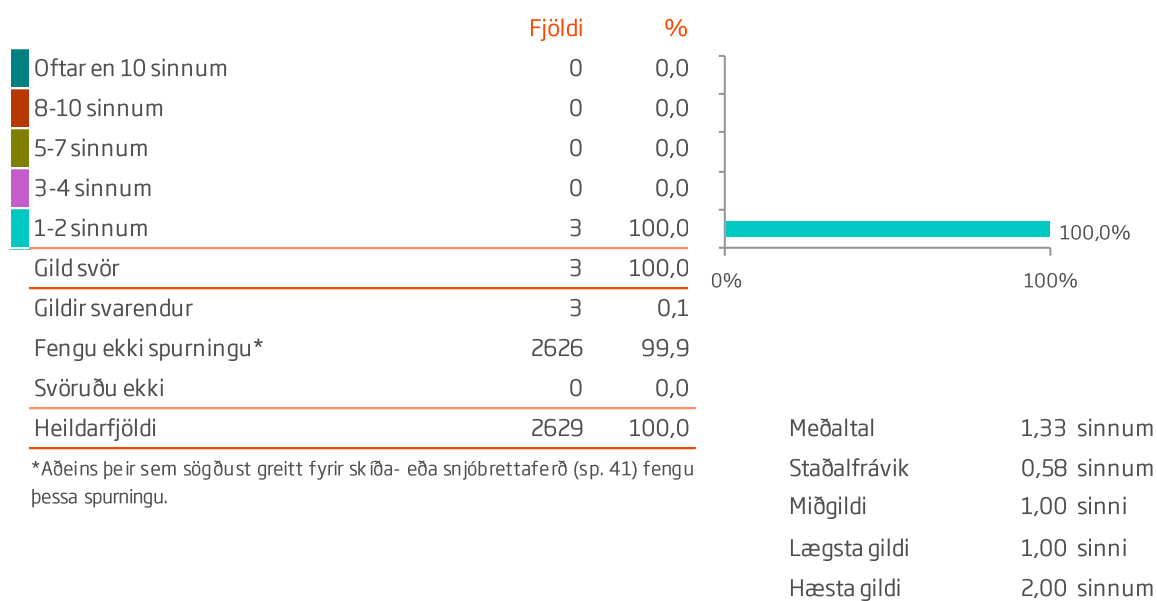 Fjöldi %
Oftar en 10 sinnum 0 0,0
8-10 sinnum 0 0,0
5-7 sinnum 0 0,0
3-4 sinnum 0 0,0
1-2 sinnum 3 100,0
100,0%
Gild svör 3 100,0
0% 100%
Gildir svarendur 3 0,1
Fengu ekki spurningu* 2626 99,9
Svöruðu ekki 0 0,0
Heildarfjöldi 2629 100,0
*Aðeins þeir sem sögðust greitt fyrir skíða- eða snjóbrettaferð (sp. 41) fengu
þessa spurningu.
Meðaltal 1,33 sinnum
Staðalfrávik 0,58 sinnum
Miðgildi 1,00 sinni
Lægsta gildi 1,00 sinni
Hæsta gildi 2,00 sinnum